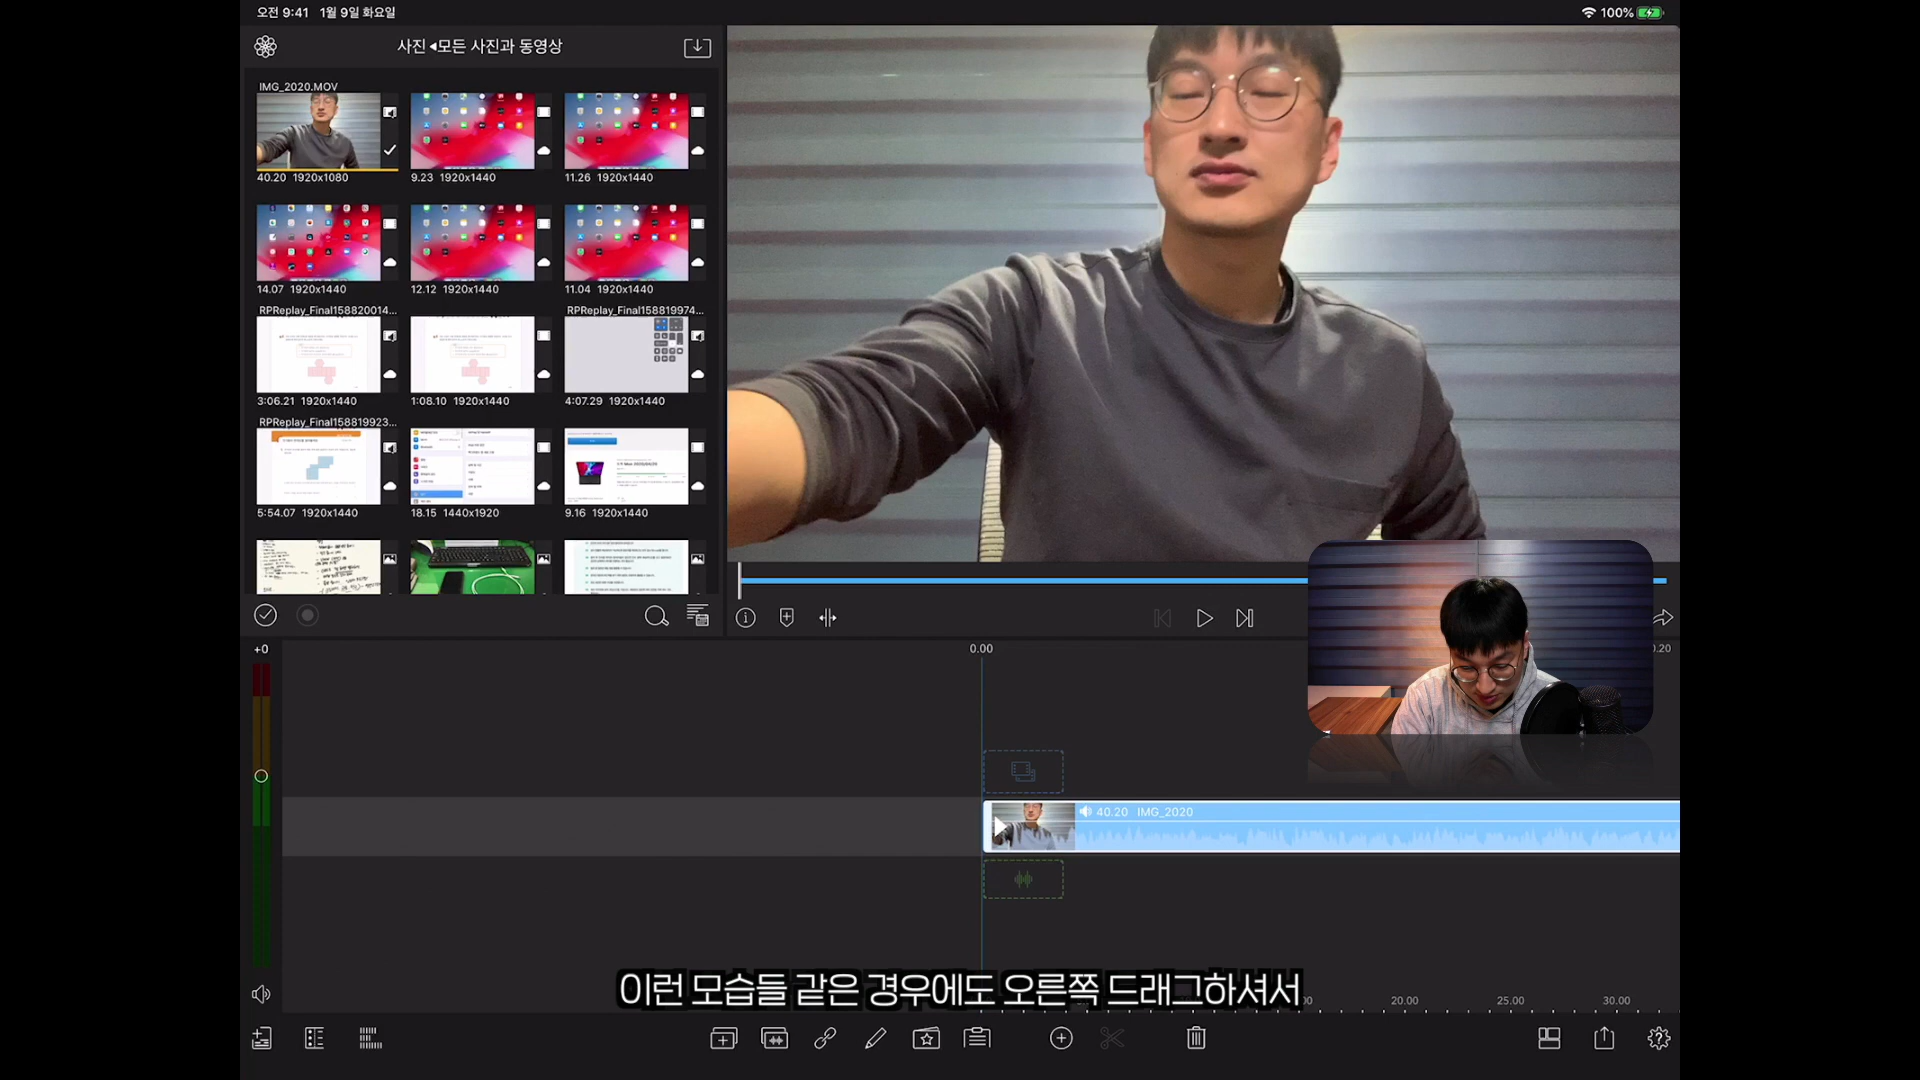 오전 9:41 1월 9일 화요일
100%
사진 ◂모든 사진과 동영상
IMG_2020.MOV
40.20 1920x1080
9.23 1920x1440
11.26 1920x1440
14.07 1920x1440
12.12 1920x1440
11.04 1920x1440
RPReplay_Final158820014...
RPReplay_Final158819974...
3:06.21 1920x1440
1:08.10 1920x1440
4:07.29 1920x1440
RPReplay_Final158819923...
5:54.07 1920x1440
18.15 1440x1920
9.16 1920x1440
+0
0.00
0.20
40.20 IMG_2020
이런 모습들 같은 경우에도 오른쪽 드래그하셔서
20.00
25.00
30.00